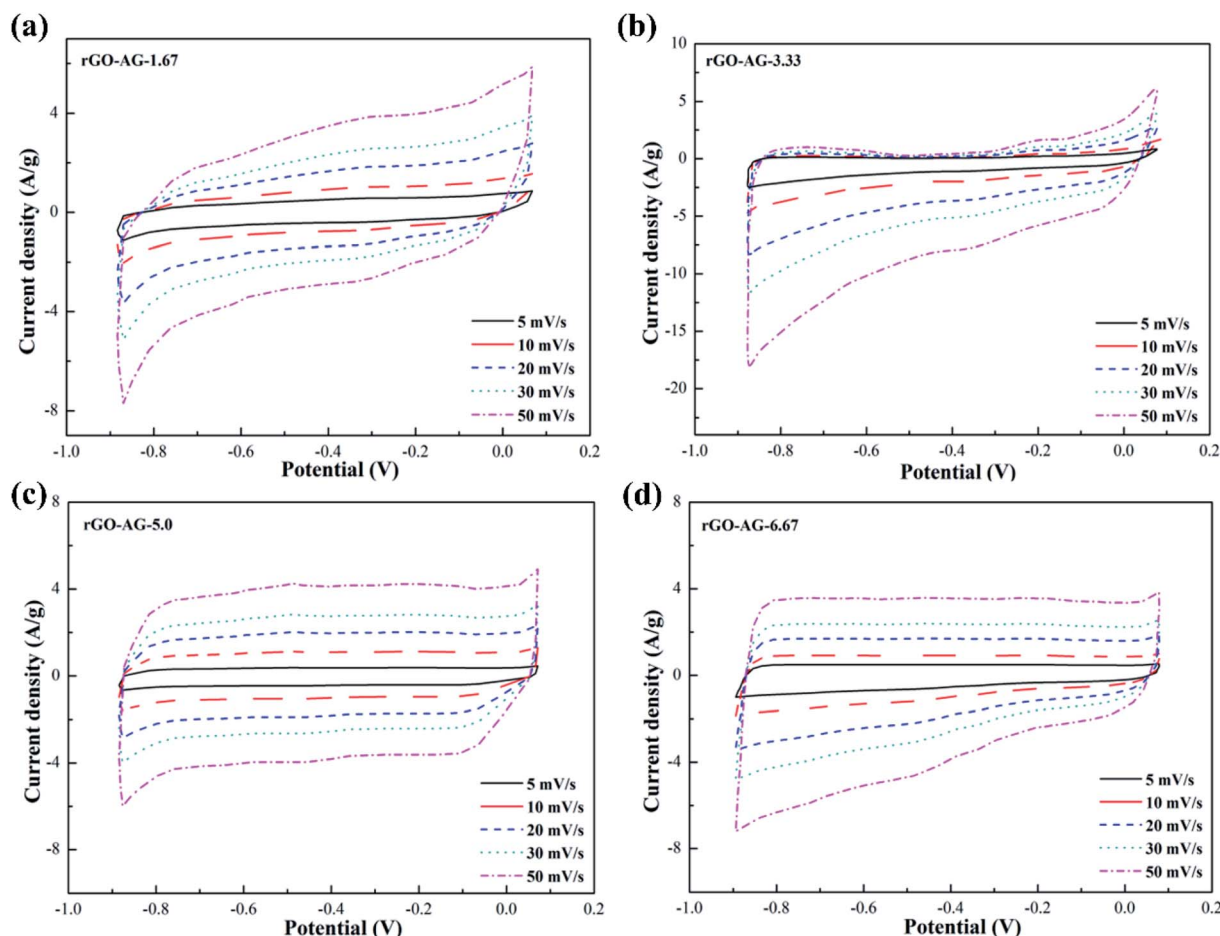 (a)
rGO-AG-1.67
4
0
-4
-8
Current density (A/g)
5 mV/s
10 mV/s
20 mV/s
30 mV/s
50 mV/s
-1.0 -0.8 -0.6 -0.4 -0.2 0.0 0.2
Potential (V)
(b)
rGO-AG-3.33
10
5
0
-5
-10
-15
-20
Current density (A/g)
5 mV/s
10 mV/s
20 mV/s
30 mV/s
50 mV/s
-1.0 -0.8 -0.6 -0.4 -0.2 0.0 0.2
Potential (V)
(c)
rGO-AG-5.0
8
4
0
-4
-8
Current density (A/g)
5 mV/s
10 mV/s
20 mV/s
30 mV/s
50 mV/s
-1.0 -0.8 -0.6 -0.4 -0.2 0.0 0.2
Potential (V)
(d)
rGO-AG-6.67
8
4
0
-4
-8
Current density (A/g)
5 mV/s
10 mV/s
20 mV/s
30 mV/s
50 mV/s
-1.0 -0.8 -0.6 -0.4 -0.2 0.0 0.2
Potential (V)